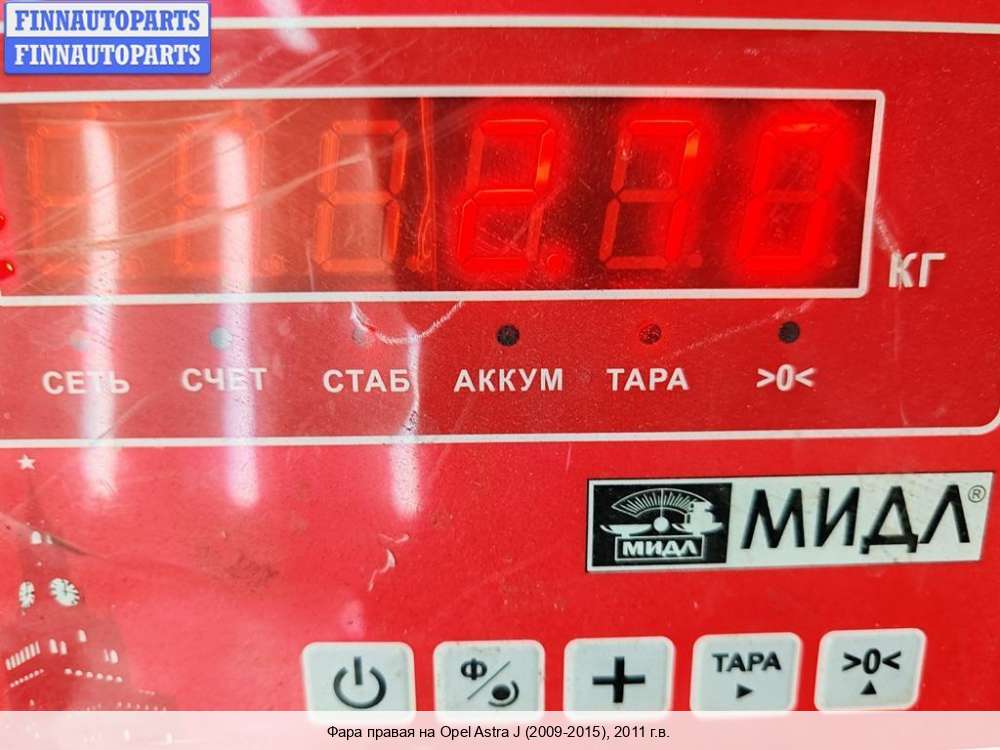 FINNAUTOPARTS
FINNAUTOPARTS
2.70
КГ
СЕТЬ СЧЕТ СТАБ АККУМ ТАРА >0<
МИДЛ МИДЛ®
Ф ТАРА >0<
Фара правая на Opel Astra J (2009-2015), 2011 г.в.